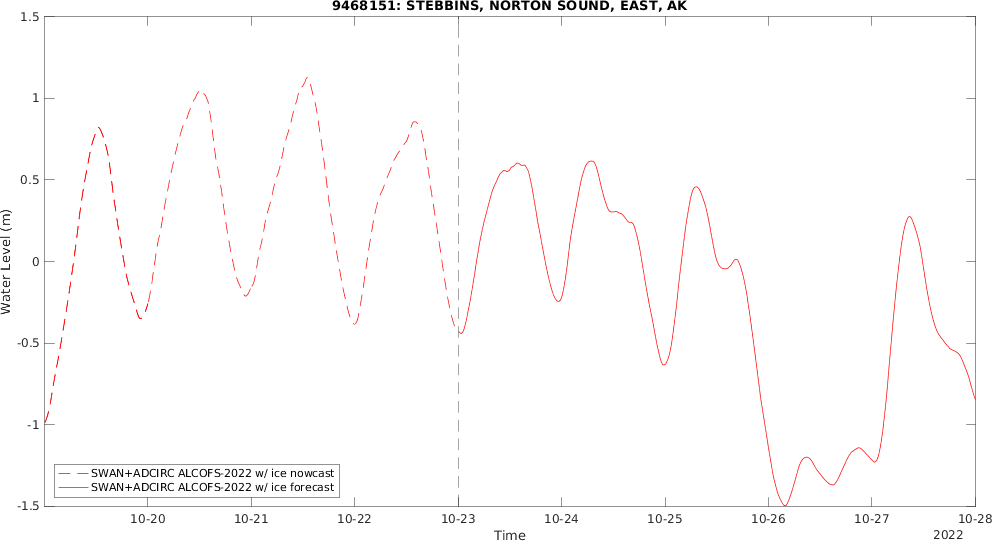 9468151: STEBBINS, NORTON SOUND, EAST, AK
1.5
1
0.5
0
-0.5
-1
-1.5
Water Level (m)
SWAN+ADCIRC ALCOFS-2022 w/ ice nowcast
SWAN+ADCIRC ALCOFS-2022 w/ ice forecast
10-20 10-21 10-22 10-23 10-24 10-25 10-26 10-27 10-28
Time
2022